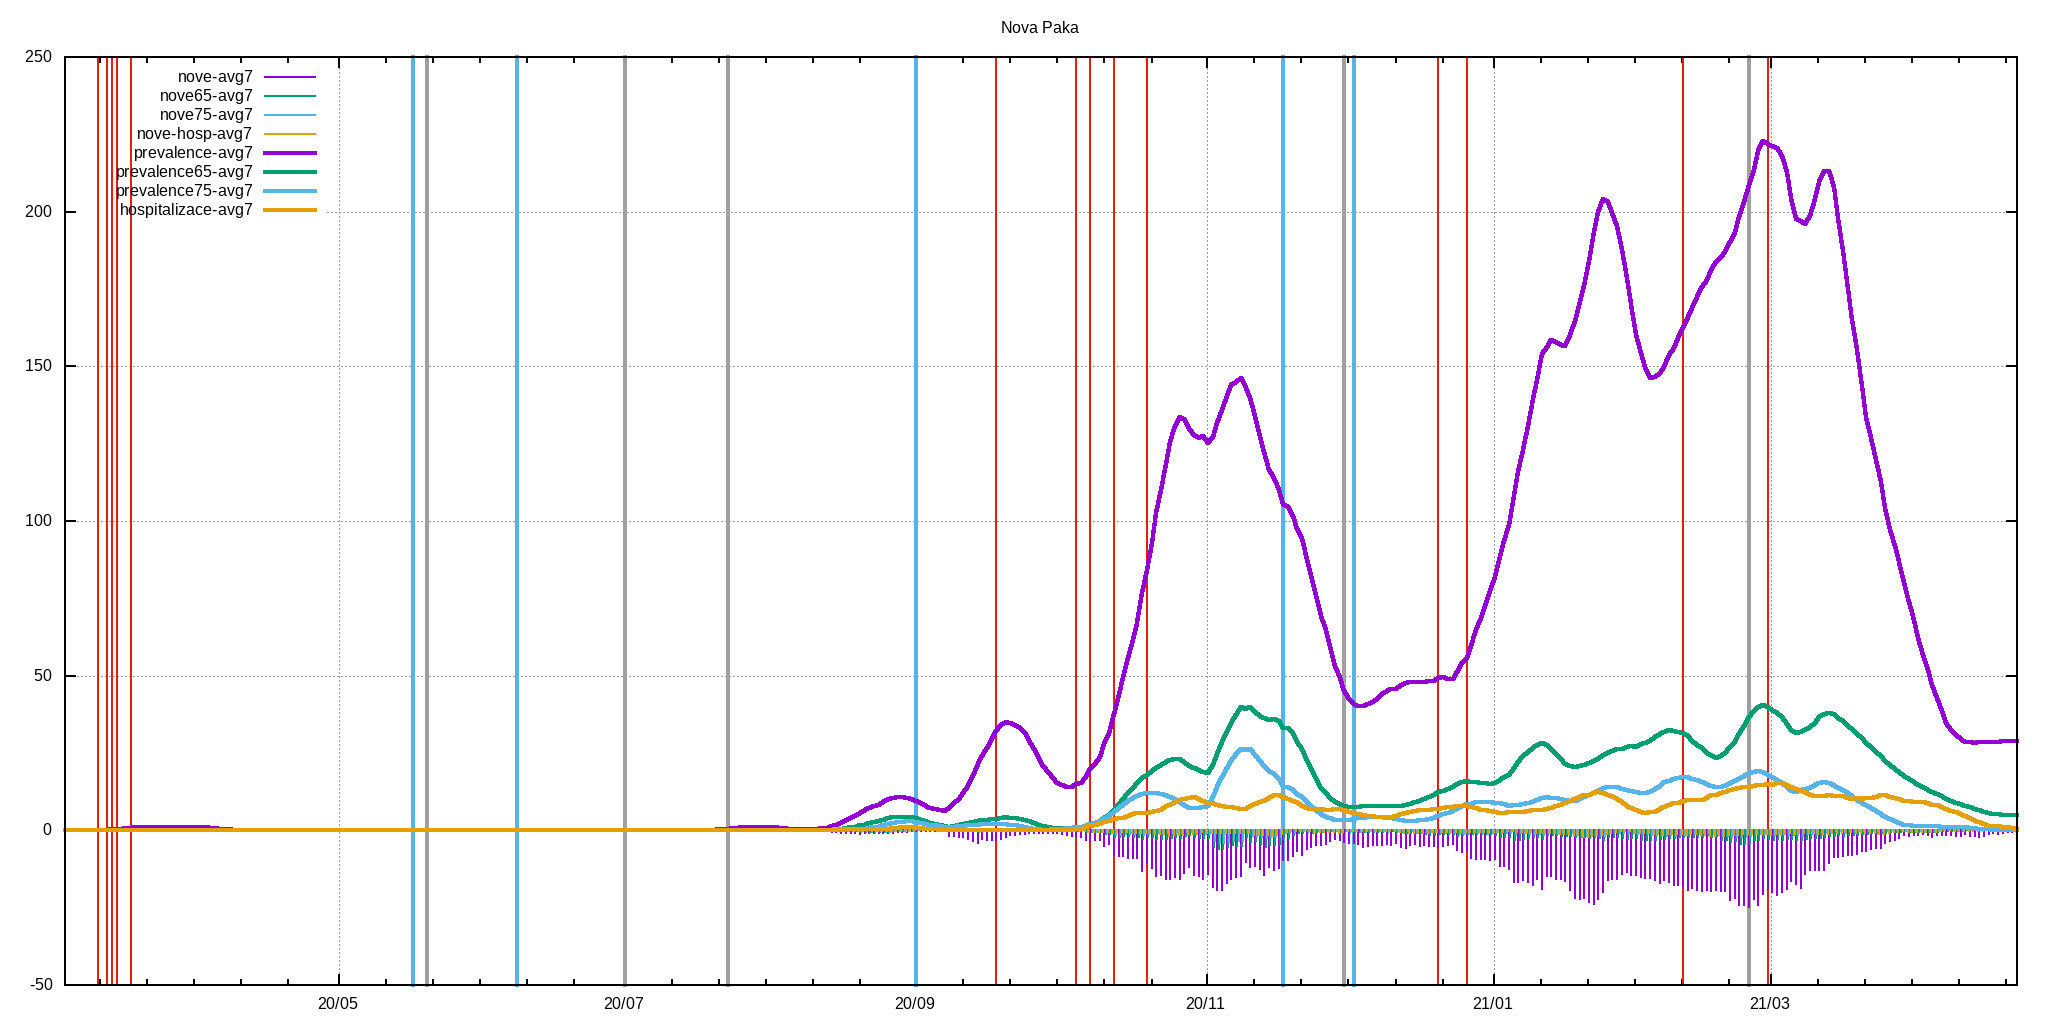 Nova Paka
250
200
150
100
50
0
-50
nove-avg7
nove65-avg7
nove75-avg7
nove-hosp-avg7
prevalence-avg7
prevalence65-avg7
prevalence75-avg7
hospitalizace-avg7
20/05
20/07
20/09
20/11
21/01
21/03